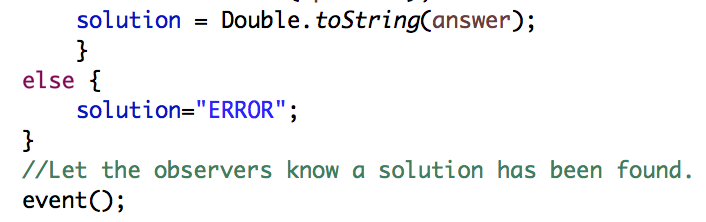 solution = Double.toString(answer);
}
else {
solution="ERROR";
}
//Let the observers know a solution has been found.
event();